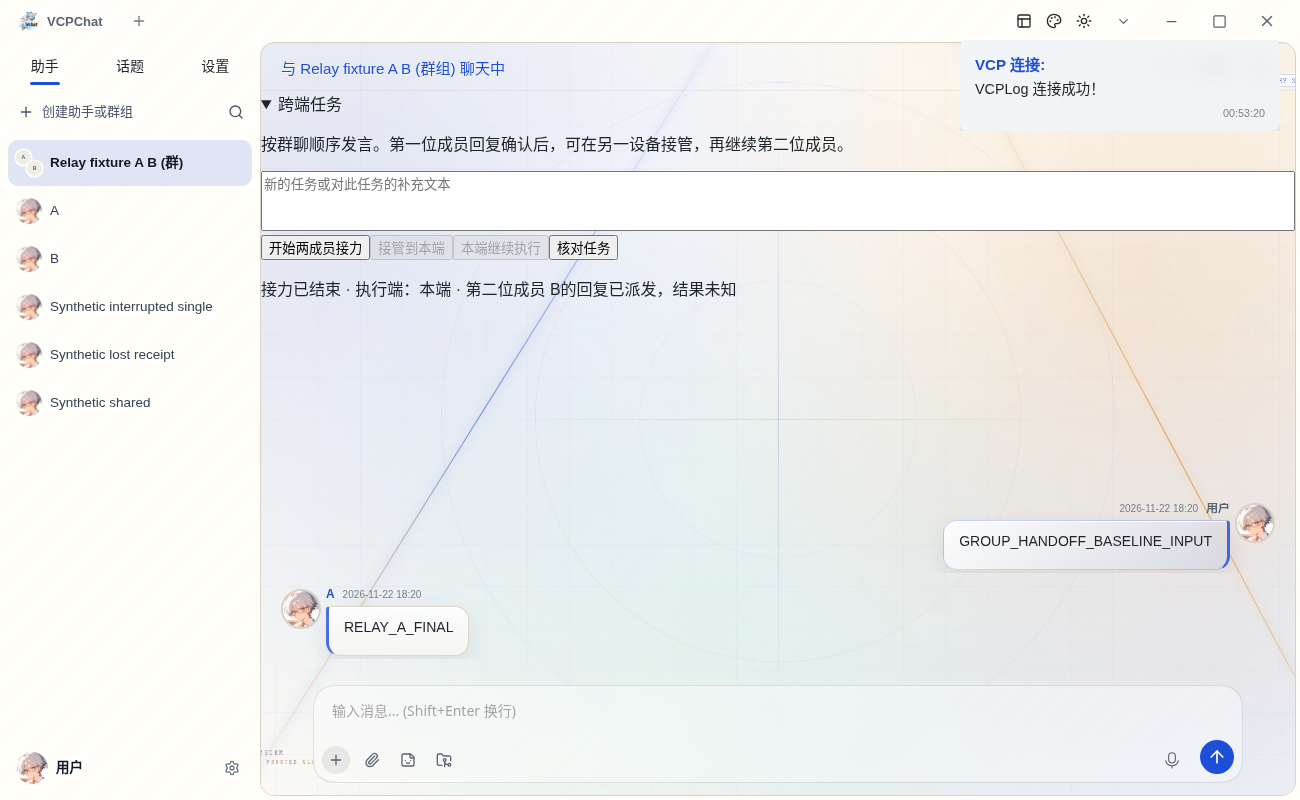 VCPChat
助手 话题 设置
创建助手或群组
A
B
Relay fixture A B (群)
A
B
Synthetic interrupted single
Synthetic lost receipt
Synthetic shared
用户
与 Relay fixture A B (群组) 聊天中
VCP 连接:
VCPLog 连接成功!
00:53:20
▼ 跨端任务
按群聊顺序发言。第一位成员回复确认后，可在另一设备接管，再继续第二位成员。
新的任务或对此任务的补充文本
开始两成员接力 接管到本端 本端继续执行 核对任务
接力已结束 · 执行端：本端 · 第二位成员 B的回复已派发，结果未知
2026-11-22 18:20 用户
GROUP_HANDOFF_BASELINE_INPUT
A 2026-11-22 18:20
RELAY_A_FINAL
输入消息... (Shift+Enter 换行)